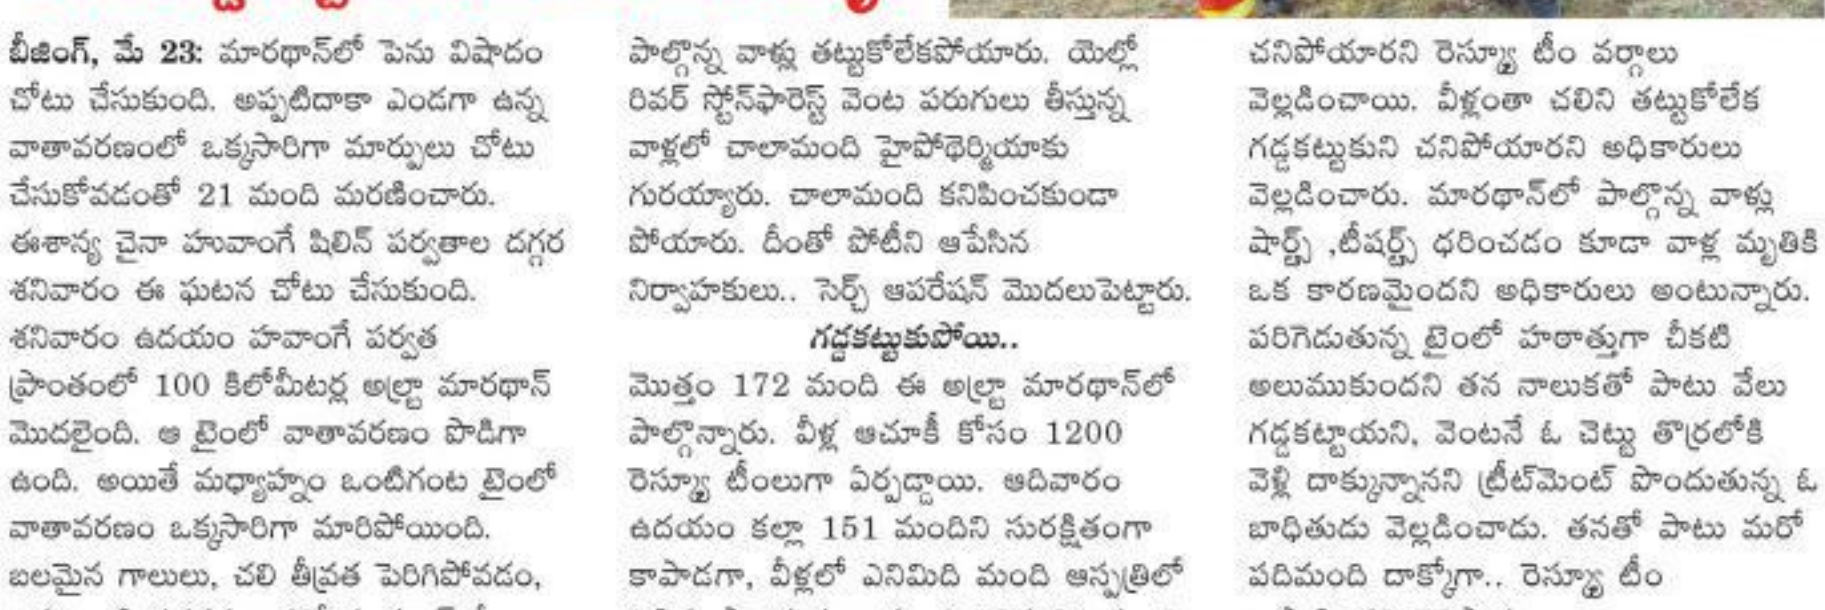 బీజింగ్, మే 23: మారథాన్‌లో పెను విషాదం
చోటు చేసుకుంది. అప్పటిదాకా ఎండగా ఉన్న
వాతావరణంలో ఒక్కసారిగా మార్పులు చోటు
చేసుకోవడంతో 21 మంది మరణించారు.
ఈశాన్య చైనా హువాంగే షిలిన్ పర్వతాల దగ్గర
శనివారం ఈ ఘటన చోటు చేసుకుంది.
శనివారం ఉదయం హవాంగే పర్వత
ప్రాంతంలో 100 కిలోమీటర్ల అల్ట్రా మారథాన్
మొదలైంది. ఆ టైంలో వాతావరణం పొడిగా
ఉంది. అయితే మధ్యాహ్నం ఒంటిగంట టైంలో
వాతావరణం ఒక్కసారిగా మారిపోయింది.
బలమైన గాలులు, చలి తీవ్రత పెరిగిపోవడం,
పాల్గొన్న వాళ్లు తట్టుకోలేకపోయారు. యెల్లో
రివర్ స్టోన్‌ఫారెస్ట్ వెంట పరుగులు తీస్తున్న
వాళ్లలో చాలామంది హైపోథెర్మియాకు
గురయ్యారు. చాలామంది కనిపించకుండా
పోయారు. దీంతో పోటీని ఆపేసిన
నిర్వాహకులు.. సెర్చ్ ఆపరేషన్ మొదలుపెట్టారు.
గడ్డకట్టుకుపోయి..
మొత్తం 172 మంది ఈ అల్ట్రా మారథాన్‌లో
పాల్గొన్నారు. వీళ్ల ఆచూకీ కోసం 1200
రెస్క్యూ టీంలుగా ఏర్పడ్డాయి. ఆదివారం
ఉదయం కల్లా 151 మందిని సురక్షితంగా
కాపాడగా, వీళ్లలో ఎనిమిది మంది ఆస్పత్రిలో
చనిపోయారని రెస్క్యూ టీం వర్గాలు
వెల్లడించాయి. వీళ్లంతా చలిని తట్టుకోలేక
గడ్డకట్టుకుని చనిపోయారని అధికారులు
వెల్లడించారు. మారథాన్‌లో పాల్గొన్న వాళ్లు
షార్ట్స్ ,టీషర్ట్స్ ధరించడం కూడా వాళ్ల మృతికి
ఒక కారణమైందని అధికారులు అంటున్నారు.
పరిగెడుతున్న టైంలో హఠాత్తుగా చీకటి
అలుముకుందని తన నాలుకతో పాటు వేలు
గడ్డకట్టాయని, వెంటనే ఓ చెట్టు తొర్రలోకి
వెళ్లి దాక్కున్నానని ట్రీట్‌మెంట్ పొందుతున్న ఓ
బాధితుడు వెల్లడించాడు. తనతో పాటు మరో
పదిమంది దాక్కోగా.. రెస్క్యూ టీం